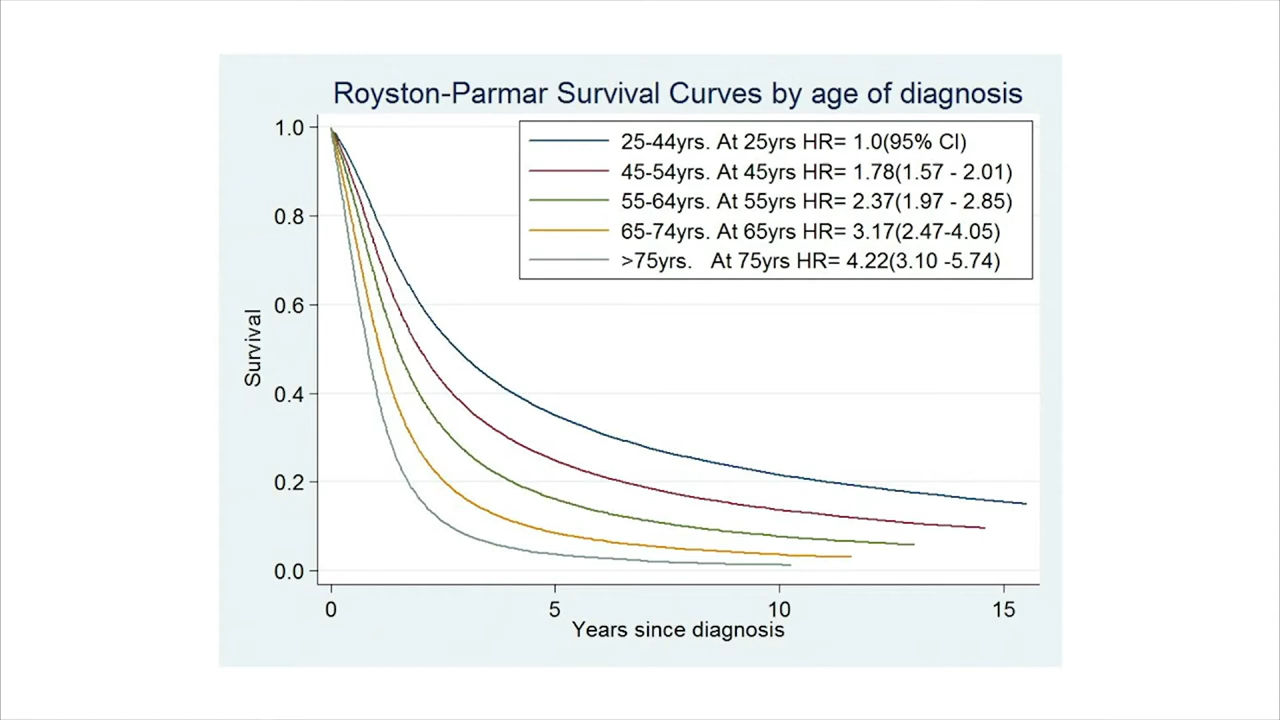 Royston-Parmar Survival Curves by age of diagnosis
25-44yrs. At 25yrs HR= 1.0(95% CI)
45-54yrs. At 45yrs HR= 1.78(1.57 - 2.01)
55-64yrs. At 55yrs HR= 2.37(1.97 - 2.85)
65-74yrs. At 65yrs HR= 3.17(2.47-4.05)
>75yrs. At 75yrs HR= 4.22(3.10 -5.74)
1.0
0.8
0.6
0.4
0.2
0.0
Survival
0 5 10 15
Years since diagnosis